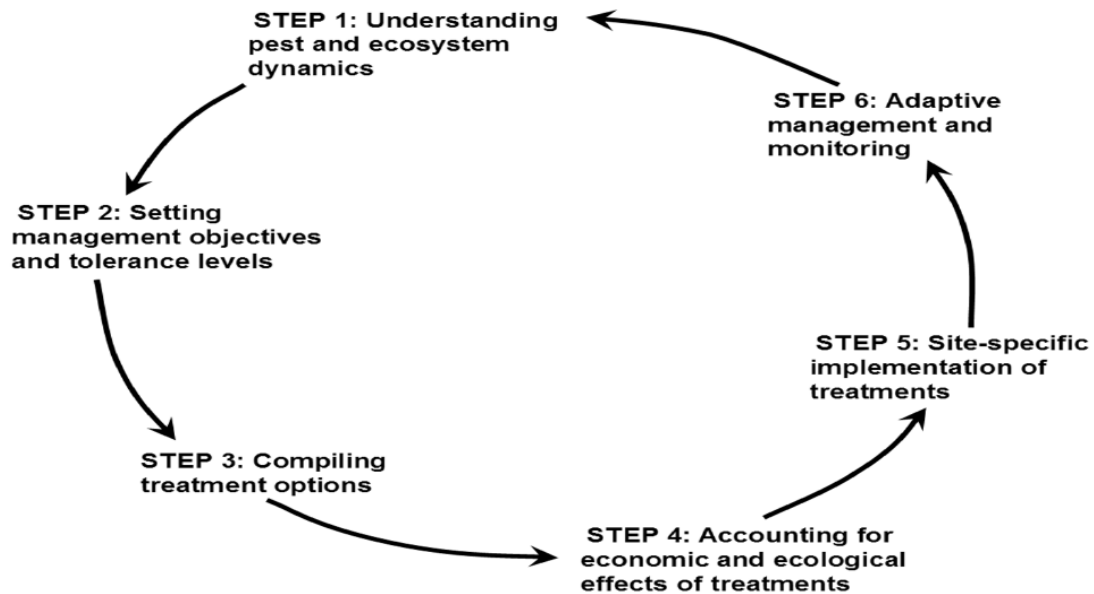 STEP 1: Understanding
pest and ecosystem
dynamics
STEP 2: Setting
management objectives
and tolerance levels
STEP 3: Compiling
treatment options
STEP 4: Accounting for
economic and ecological
effects of treatments
STEP 5: Site-specific
implementation of
treatments
STEP 6: Adaptive
management and
monitoring